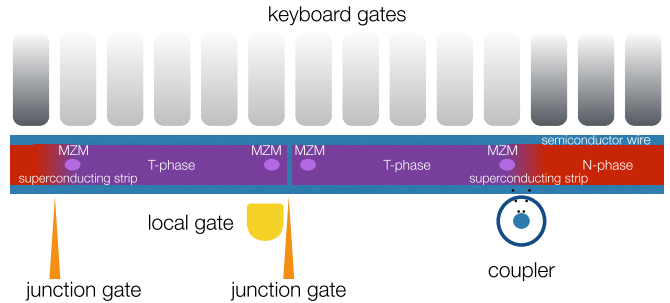 keyboard gates
semiconductor wire
MZM MZM MZM MZM
T-phase T-phase N-phase
superconducting strip superconducting strip
local gate
coupler
junction gate junction gate